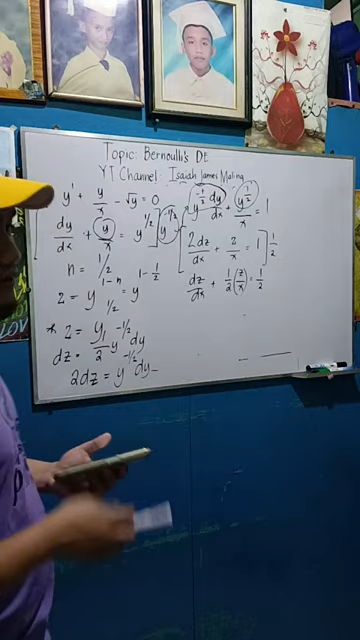 Topic: Bernoulli's D.E.
YT Channel: Isaiah James Maling
y' + y/x - √y = 0
[dy/dx + y/x = y^1/2] y^-1/2
n = 1/2
z = y^1-n = y^1-1/2
* z = y^1/2
dz = 1/2 y^-1/2 dy
2dz = y^-1/2 dy
y^-1/2 dy/dx + y^1/2/x = 1
[2dz/dx + z/x = 1] 1/2
dz/dx + 1/2 (z/x) = 1/2